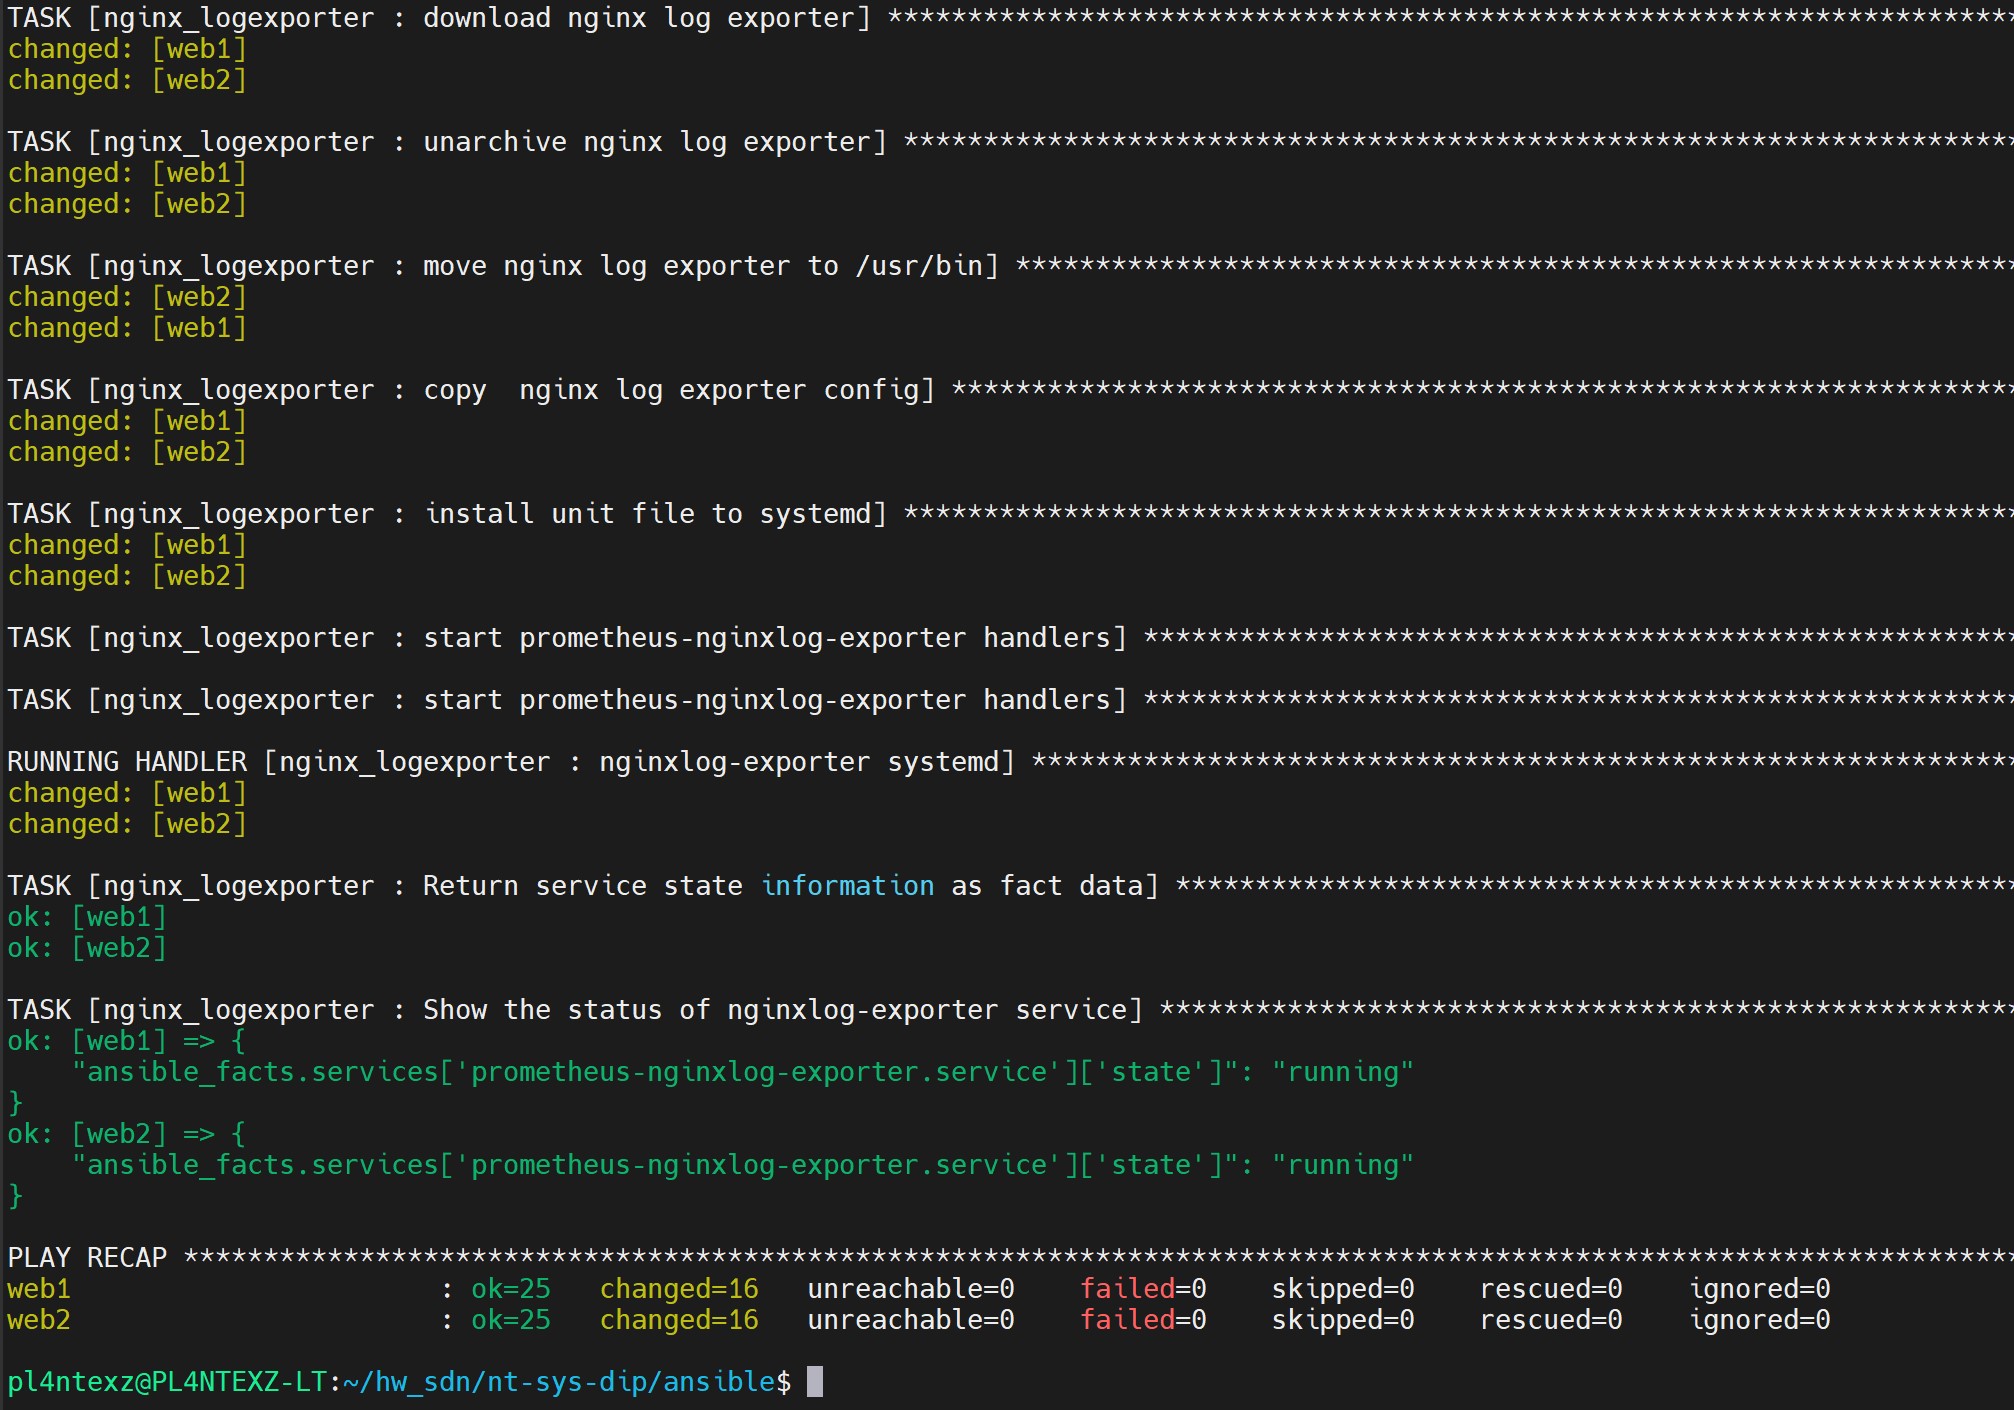 TASK [nginx_logexporter : download nginx log exporter] ***********************************************************************
changed: [web1]
changed: [web2]
TASK [nginx_logexporter : unarchive nginx log exporter] **********************************************************************
changed: [web1]
changed: [web2]
TASK [nginx_logexporter : move nginx log exporter to /usr/bin] ***************************************************************
changed: [web2]
changed: [web1]
TASK [nginx_logexporter : copy  nginx log exporter config] *******************************************************************
changed: [web1]
changed: [web2]
TASK [nginx_logexporter : install unit file to systemd] **********************************************************************
changed: [web1]
changed: [web2]
TASK [nginx_logexporter : start prometheus-nginxlog-exporter handlers] *******************************************************
TASK [nginx_logexporter : start prometheus-nginxlog-exporter handlers] *******************************************************
RUNNING HANDLER [nginx_logexporter : nginxlog-exporter systemd] **************************************************************
changed: [web1]
changed: [web2]
TASK [nginx_logexporter : Return service state information as fact data] *****************************************************
ok: [web1]
ok: [web2]
TASK [nginx_logexporter : Show the status of nginxlog-exporter service] ******************************************************
ok: [web1] => {
    "ansible_facts.services['prometheus-nginxlog-exporter.service']['state']": "running"
}
ok: [web2] => {
    "ansible_facts.services['prometheus-nginxlog-exporter.service']['state']": "running"
}
PLAY RECAP *******************************************************************************************************************
web1                       : ok=25   changed=16   unreachable=0    failed=0    skipped=0    rescued=0    ignored=0
web2                       : ok=25   changed=16   unreachable=0    failed=0    skipped=0    rescued=0    ignored=0
pl4ntexz@PL4NTEXZ-LT:~/hw_sdn/nt-sys-dip/ansible$